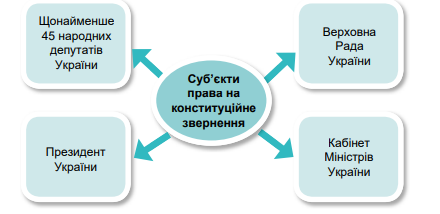 Щонайменше
45 народних
депутатів
України
Верховна
Рада
України
Суб’єкти
права на
конституційне
звернення
Президент
України
Кабінет
Міністрів
України